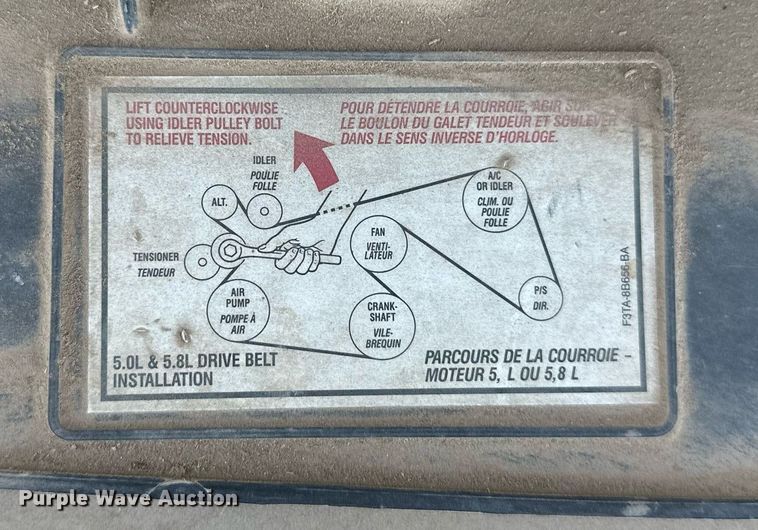 LIFT COUNTERCLOCKWISE
USING IDLER PULLEY BOLT
TO RELIEVE TENSION.
POUR DÉTENDRE LA COURROIE, AGIR
LE BOULON DU GALET TENDEUR ET SOULEVER
DANS LE SENS INVERSE D'HORLOGE.
IDLER
POULIE
FOLLE
ALT.
A/C
OR IDLER
CLIM. OU
POULIE
FOLLE
FAN
VENTI-
LATEUR
TENSIONER
TENDEUR
AIR
PUMP
POMPE À
AIR
CRANK-
SHAFT
VILE-
BREQUIN
P/S
DIR.
F3TA-8B656-BA
5.0L & 5.8L DRIVE BELT
INSTALLATION
PARCOURS DE LA COURROIE -
MOTEUR 5, L OU 5,8 L
Purple Wave Auction